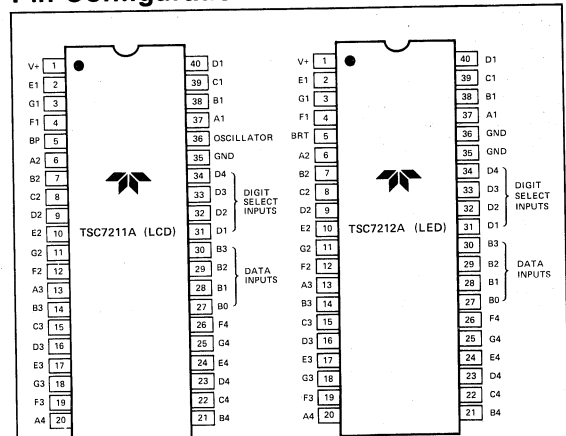 V+ 1 40 D1
E1 2 39 C1
G1 3 38 B1
F1 4 37 A1
BP 5 36 OSCILLATOR
A2 6 35 GND
B2 7 34 D4
C2 8 33 D3
D2 9 32 D2
E2 10 31 D1
G2 11 30 B3
F2 12 29 B2
A3 13 28 B1
B3 14 27 B0
C3 15 26 F4
D3 16 25 G4
E3 17 24 E4
G3 18 23 D4
F3 19 22 C4
A4 20 21 B4
TSC7211A (LCD)
DIGIT
SELECT
INPUTS
DATA
INPUTS
V+ 1 40 D1
E1 2 39 C1
G1 3 38 B1
F1 4 37 A1
BRT 5 36 GND
A2 6 35 GND
B2 7 34 D4
C2 8 33 D3
D2 9 32 D2
E2 10 31 D1
G2 11 30 B3
F2 12 29 B2
A3 13 28 B1
B3 14 27 B0
C3 15 26 F4
D3 16 25 G4
E3 17 24 E4
G3 18 23 D4
F3 19 22 C4
A4 20 21 B4
TSC7212A (LED)
DIGIT
SELECT
INPUTS
DATA
INPUTS